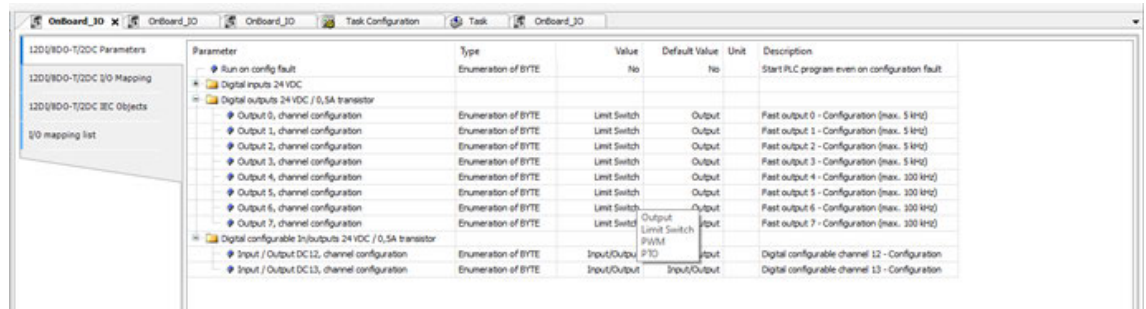 OnBoard_IO OnBoard_IO OnBoard_IO Task Configuration Task OnBoard_IO
12DI/8DO-T/2DC Parameters
12DI/8DO-T/2DC I/O Mapping
12DI/8DO-T/2DC IEC Objects
I/O mapping list
Parameter Type Value Default Value Unit Description
Run on config fault Enumeration of BYTE No No Start PLC program even on configuration fault
Digital inputs 24 VDC
Digital outputs 24 VDC / 0,5A transistor
Output 0, channel configuration Enumeration of BYTE Limit Switch Output Fast output 0 - Configuration (max. 5 kHz)
Output 1, channel configuration Enumeration of BYTE Limit Switch Output Fast output 1 - Configuration (max. 5 kHz)
Output 2, channel configuration Enumeration of BYTE Limit Switch Output Fast output 2 - Configuration (max. 5 kHz)
Output 3, channel configuration Enumeration of BYTE Limit Switch Output Fast output 3 - Configuration (max. 5 kHz)
Output 4, channel configuration Enumeration of BYTE Limit Switch Output Fast output 4 - Configuration (max. 100 kHz)
Output 5, channel configuration Enumeration of BYTE Limit Switch Output Fast output 5 - Configuration (max. 100 kHz)
Output 6, channel configuration Enumeration of BYTE Limit Switch Output Fast output 6 - Configuration (max. 100 kHz)
Output 7, channel configuration Enumeration of BYTE Limit Switch Fast output 7 - Configuration (max. 100 kHz)
Digital configurable In/outputs 24 VDC / 0,5A transistor
Input / Output DC12, channel configuration Enumeration of BYTE Input/Outpu Digital configurable channel 12 - Configuration
Input / Output DC13, channel configuration Enumeration of BYTE Input/Output Input/Output Digital configurable channel 13 - Configuration
Output
Limit Switch
PWM
PTO